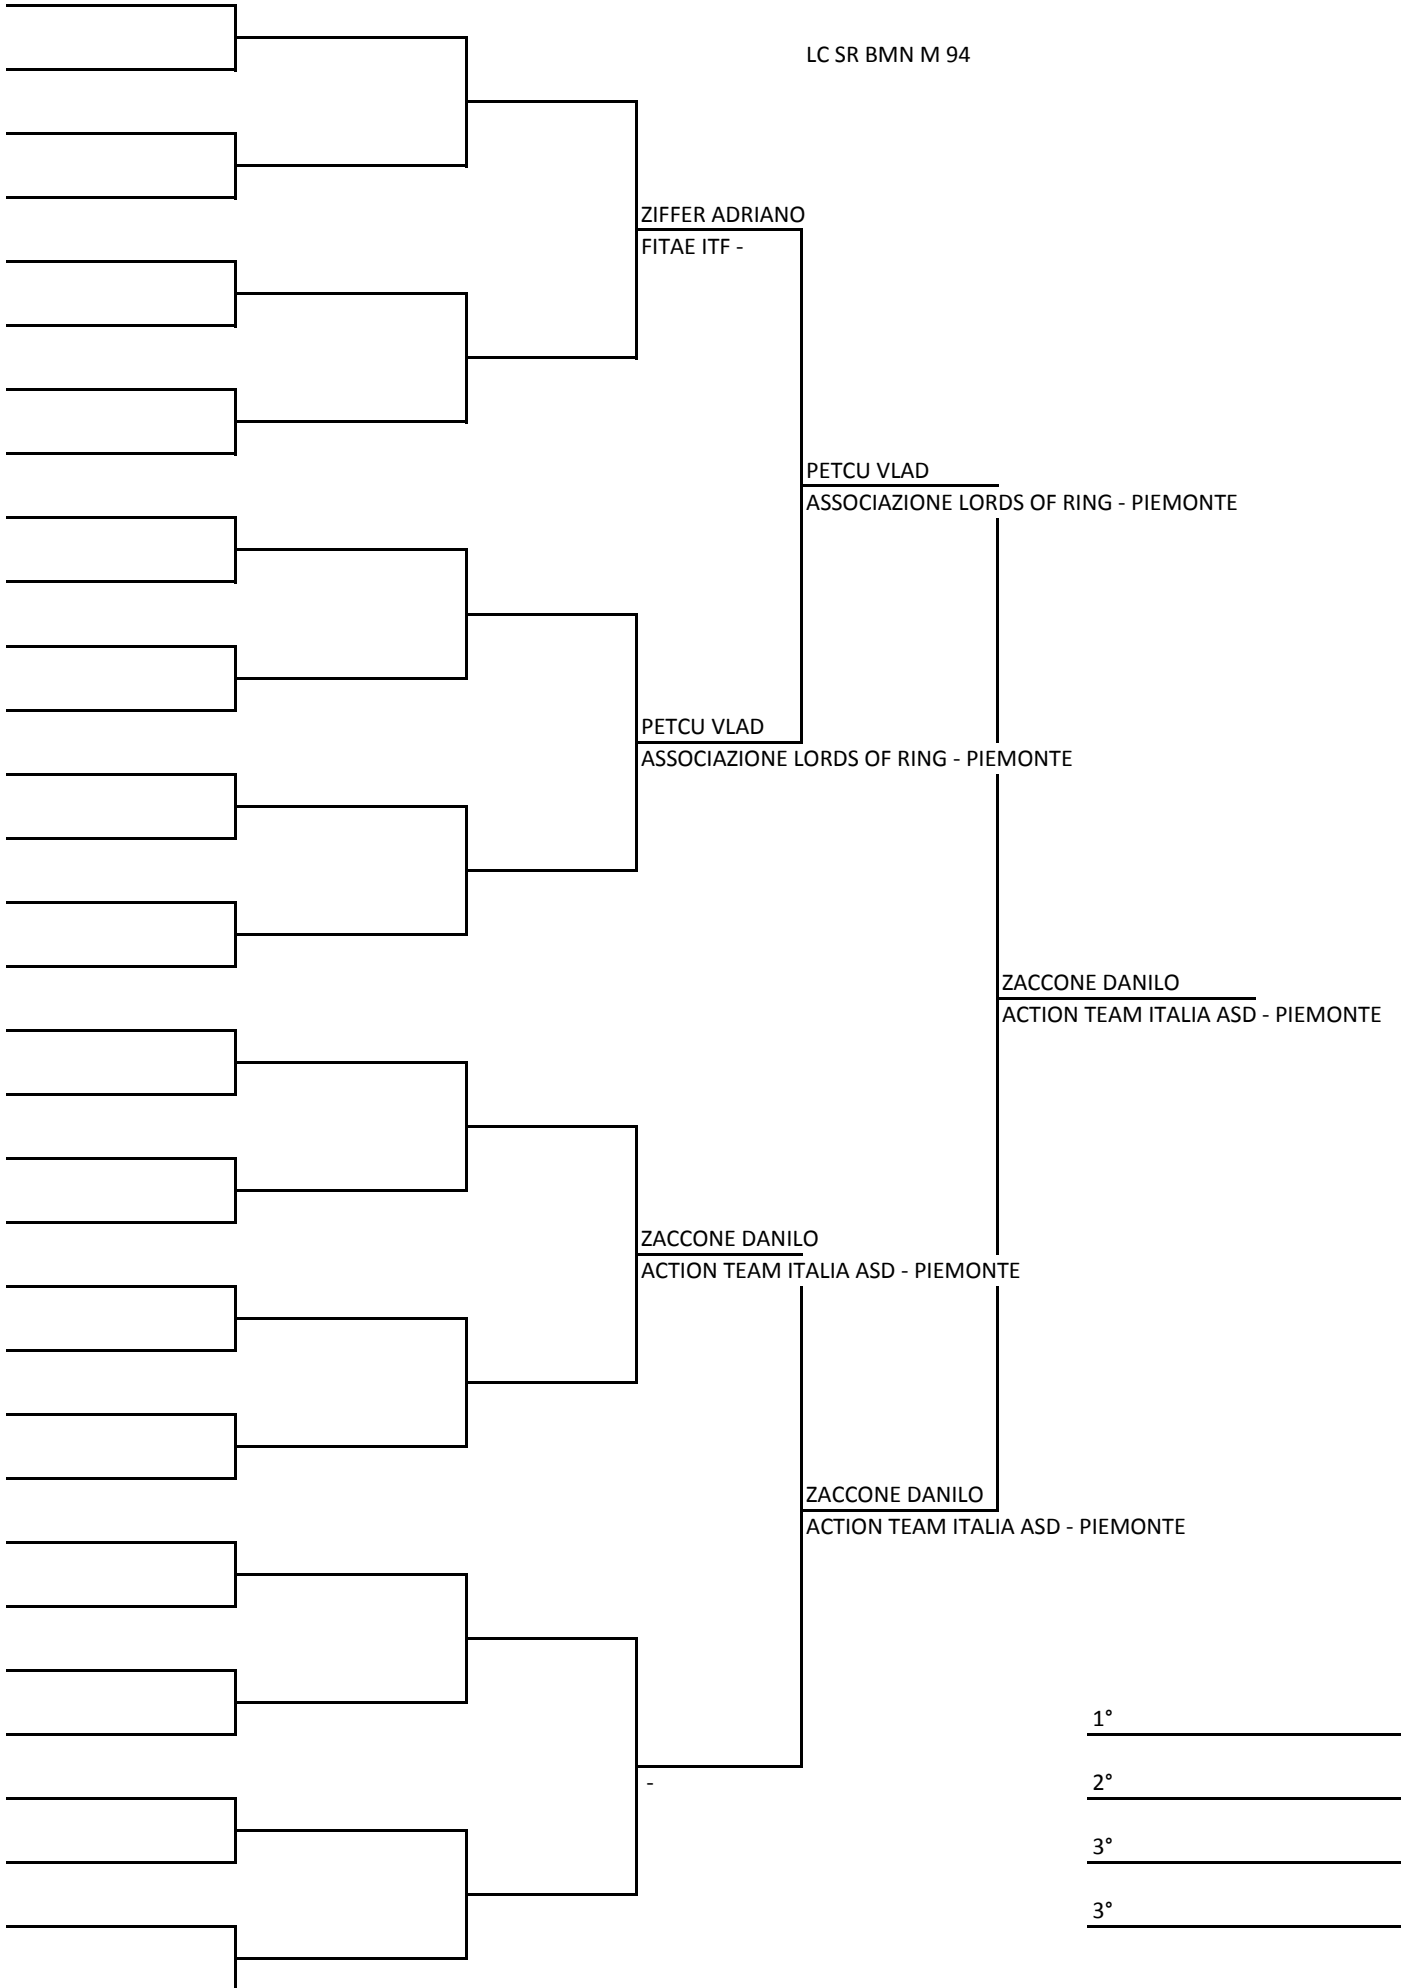 LC SR BMN M 94
ZIFFER ADRIANO
FITAE ITF -
PETCU VLAD
ASSOCIAZIONE LORDS OF RING - PIEMONTE
PETCU VLAD
ASSOCIAZIONE LORDS OF RING - PIEMONTE
ZACCONE DANILO
ACTION TEAM ITALIA ASD - PIEMONTE
ZACCONE DANILO
ACTION TEAM ITALIA ASD - PIEMONTE
ZACCONE DANILO
ACTION TEAM ITALIA ASD - PIEMONTE
1°
-
2°
3°
3°